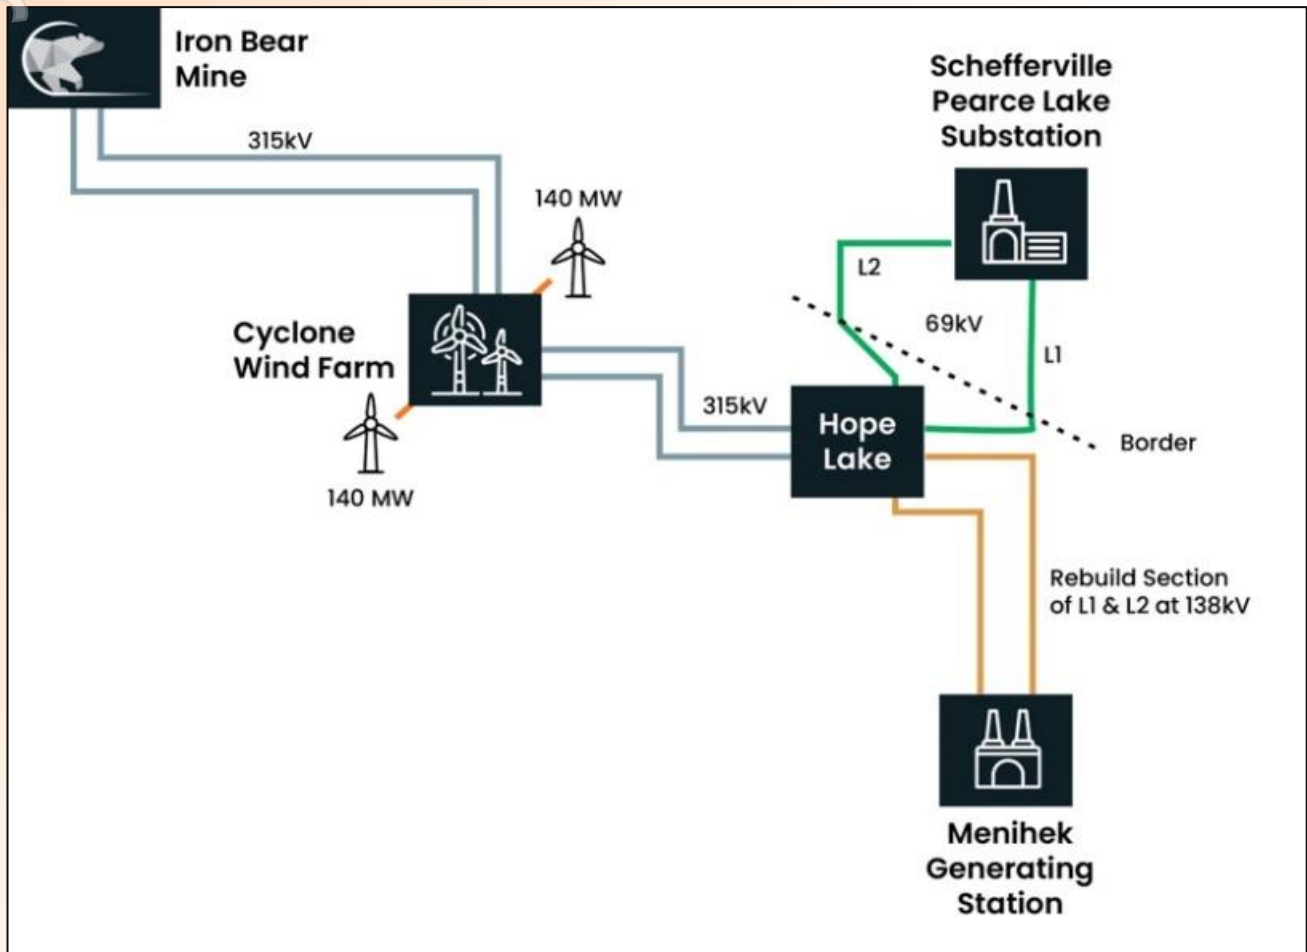 Iron Bear
Mine
315kV
140 MW
Schefferville
Pearce Lake
Substation
L2
69kV
L1
Cyclone
Wind Farm
140 MW
315kV
Hope
Lake
Border
Rebuild Section
of L1 & L2 at 138kV
Menihek
Generating
Station